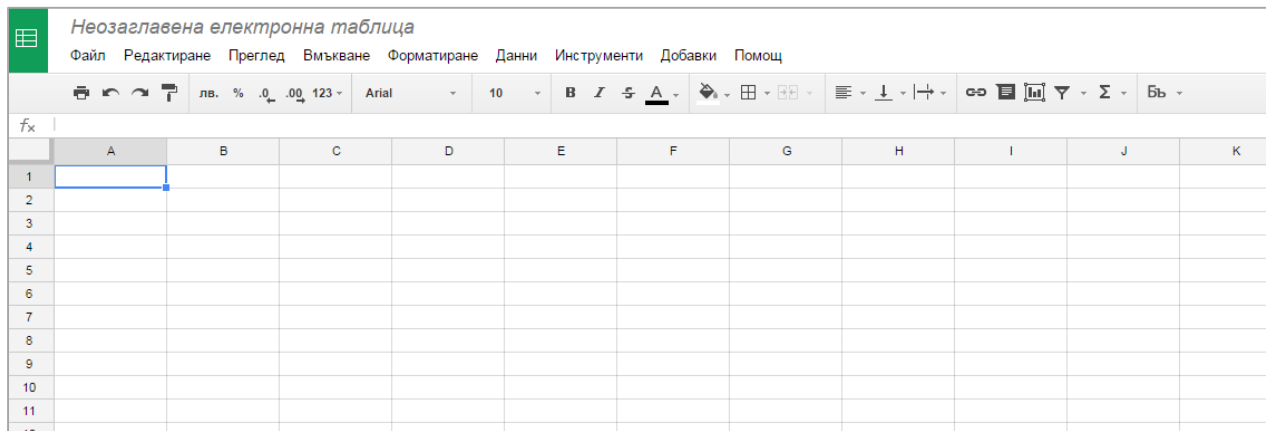 Неозаглавена електронна таблица
Файл Редактиране Преглед Вмъкване Форматиране Данни Инструменти Добавки Помощ
лв. % .0 .00 123 Arial 10 B I S A Σ Бъ
fx
A B C D E F G H I J K
1
2
3
4
5
6
7
8
9
10
11